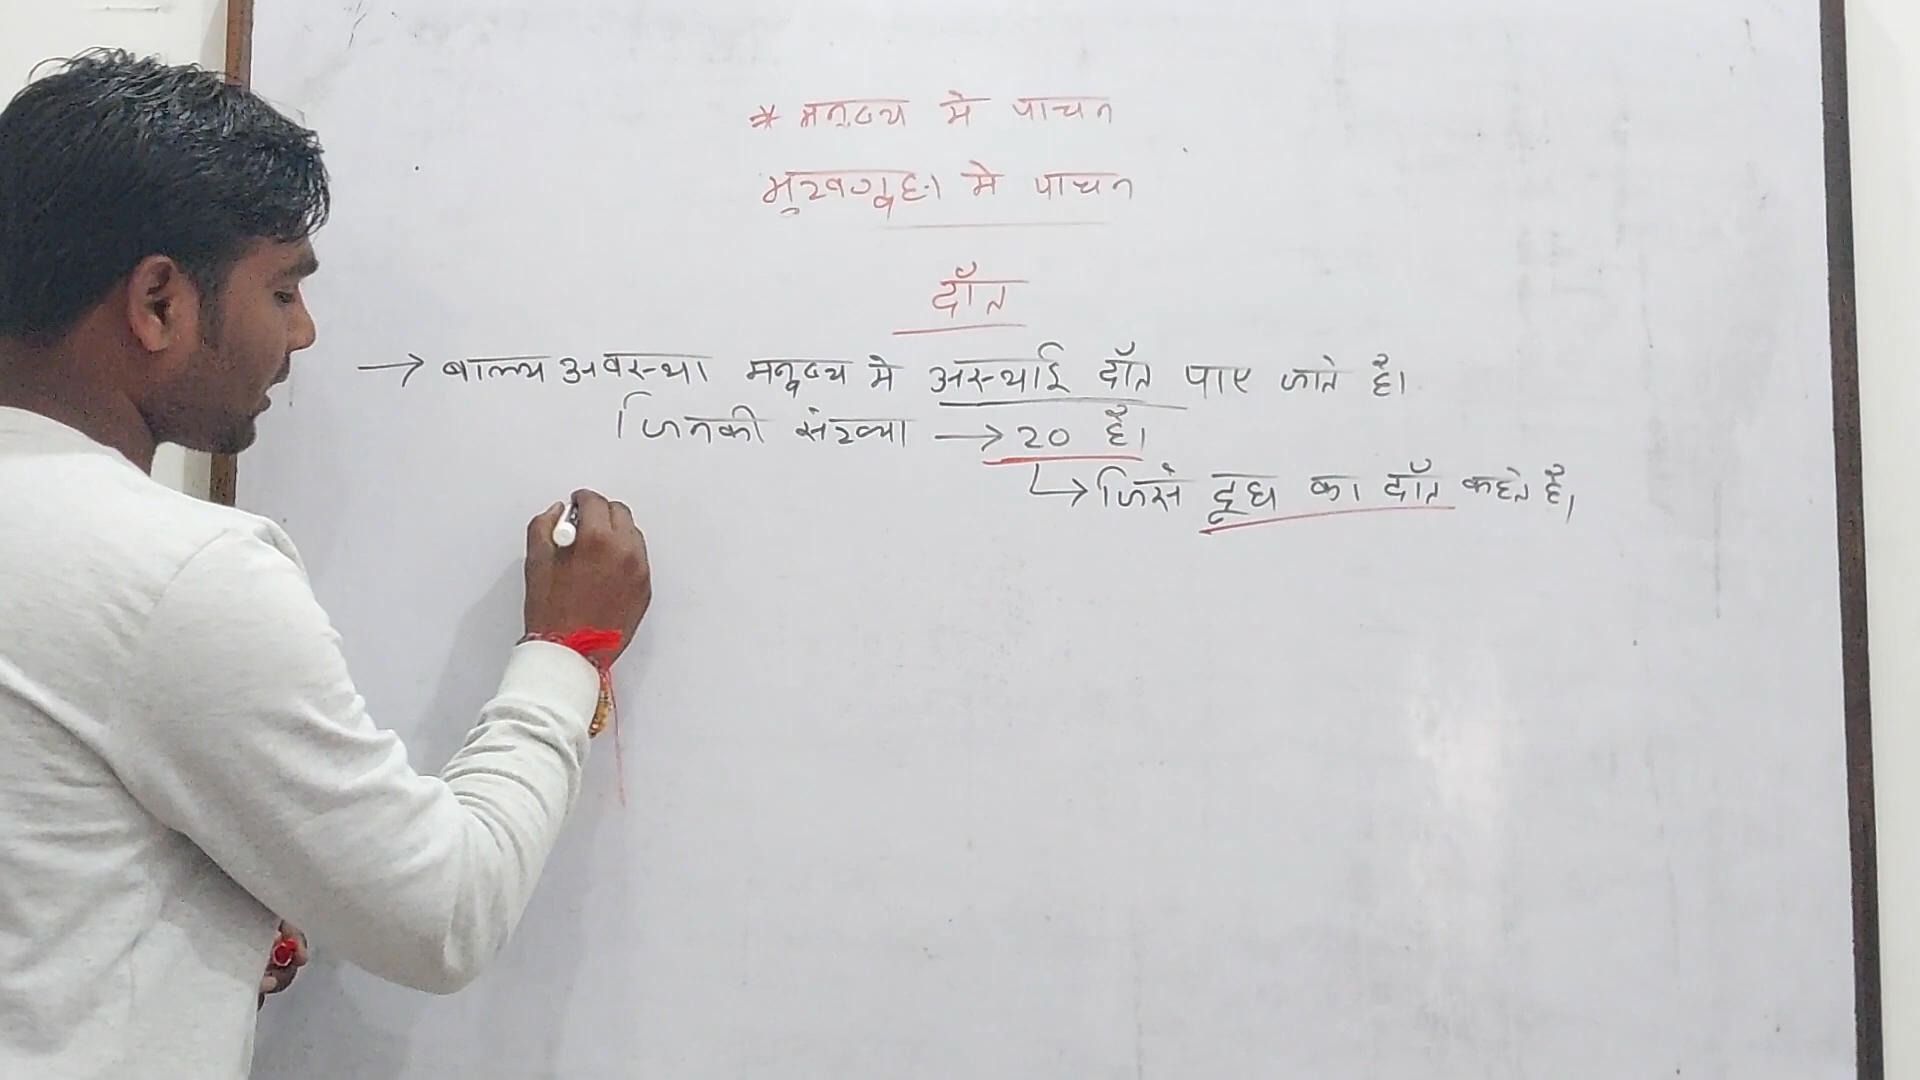 * मनुष्य मे पाचन
मुखगुहा मे पाचन
दाँत
→ बाल्य अवस्था मनुष्य मे अस्थाई दाँत पाए जाते है।
जिनकी संख्या → 20 है।
↳ जिसे दूध का दाँत कहते है।